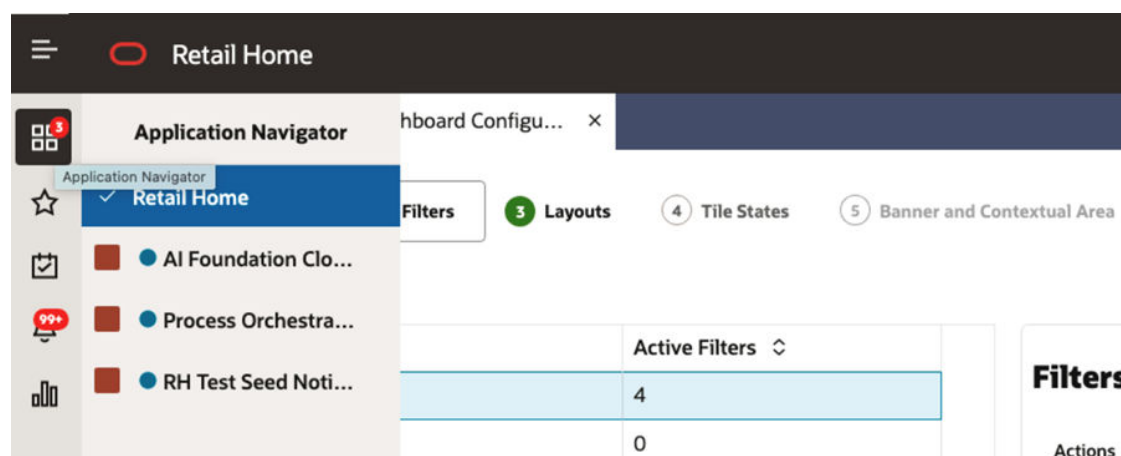 Retail Home
3
Application Navigator
hboard Configu... ×
Application Navigator
Retail Home
Filters
3 Layouts
4 Tile States
5 Banner and Contextual Area
AI Foundation Clo...
Process Orchestra...
RH Test Seed Noti...
99+
Active Filters
4
0
Filters
Actions